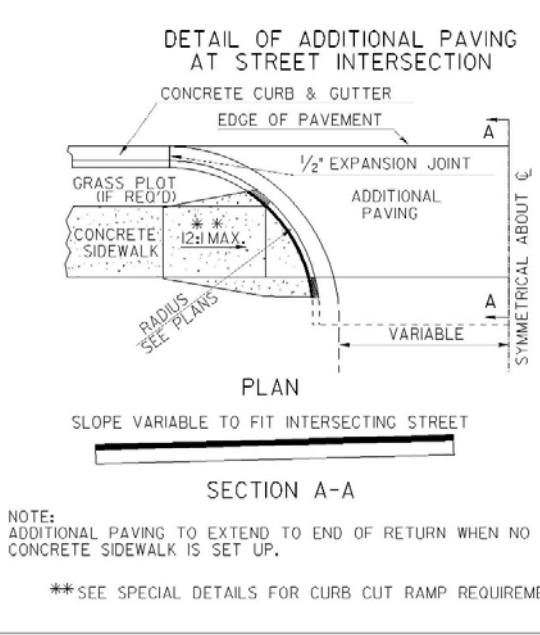 DETAIL OF ADDITIONAL PAVING
AT STREET INTERSECTION
CONCRETE CURB & GUTTER
EDGE OF PAVEMENT
A
1/2" EXPANSION JOINT
GRASS PLOT
(IF REQ'D)
ADDITIONAL
PAVING
CONCRETE
SIDEWALK
**
12:1 MAX.
SYMMETRICAL ABOUT ℄
RADIUS
SEE PLANS
A
VARIABLE
PLAN
SLOPE VARIABLE TO FIT INTERSECTING STREET
SECTION A-A
NOTE:
ADDITIONAL PAVING TO EXTEND TO END OF RETURN WHEN NO
CONCRETE SIDEWALK IS SET UP.
** SEE SPECIAL DETAILS FOR CURB CUT RAMP